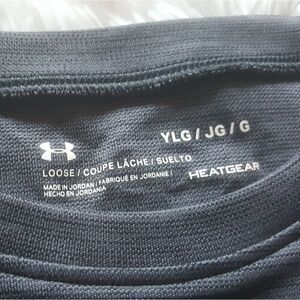 YLG / JG / G
LOOSE / COUPE LÂCHE / SUELTO
HEATGEAR
MADE IN JORDAN / FABRIQUÉ EN JORDANIE /
HECHO EN JORDANIA